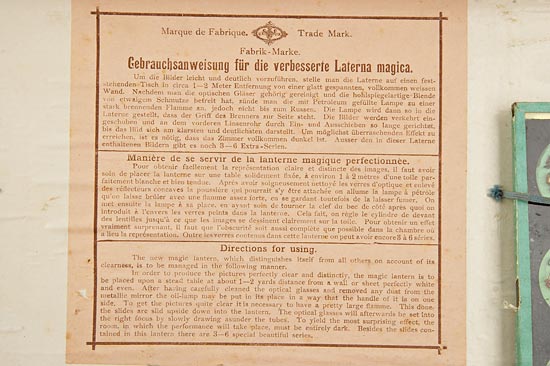 Marque de Fabrique. Trade Mark.
Fabrik-Marke.
Gebrauchsanweisung für die verbesserte Laterna magica.
Um die Bilder leicht und deutlich vorzuführen, stelle man die Laterne auf einen fest-
stehenden Tisch in circa 1—2 Meter Entfernung von einer glatt gespannten, vollkommen weissen
Wand. Nachdem man die optischen Gläser gehörig gereinigt und die hohlspiegelartige Blende
von etwaigem Schmutze befreit hat, zünde man die mit Petroleum gefüllte Lampe zu einer
stark brennenden Flamme an, jedoch nicht bis zum Russen. Die Lampe wird dann so in die
Laterne gestellt, dass der Griff des Brenners zur Seite steht. Die Bilder werden verkehrt ein-
geschoben und an dem vorderen Linsenrohr durch Ein- und Ausschieben so lange gerichtet,
bis das Bild sich am klarsten und deutlichsten darstellt. Um möglichst überraschenden Effect zu
erreichen, ist es nötig, dass das Zimmer vollkommen dunkel ist. Ausser den in dieser Laterne
enthaltenen Bildern gibt es noch 3—6 Extra-Serien.
Manière de se servir de la lanterne magique perfectionnée.
Pour obtenir facilement la représentation claire et distincte des images, il faut avoir
soin de placer la lanterne sur une table solidement fixée, à environ 1 à 2 mètres d'une toile par-
faitement blanche et bien tendue. Après avoir soigneusement nettoyé les verres d'optique et enlevé
des réflecteurs concaves la poussière qui pourrait s'y être attachée on allume la lampe à pétrole
qu'on laisse brûler avec une flamme assez forte, en se gardant toutefois de la laisser fumer. On
met ensuite la lampe à sa place, en ayant soin de tourner la clef du bec de côté après quoi on
introduit à l'envers les verres peints dans la lanterne. Cela fait, on règle le cylindre de devant
des lentilles jusqu'à ce que les images se dessinent clairement sur la toile. Pour obtenir un effet
vraiment surprenant, il faut que l'obscurité soit aussi complète que possible dans la chambre où
a lieu la représentation. Outre les verres contenus dans cette lanterne on peut avoir encore 3 à 6 séries.
Directions for using.
The new magic lantern, which distinguishes itself from all others on account of its
clearness, is to be managed in the following manner.
In order to produce the pictures perfectly clear and distinctly, the magic lantern is to
be placed upon a stead table at about 1—2 yards distance from a wall or sheet perfectly white
and even. After having carefully cleaned the optical glasses and removed any dust from the
metallic mirror the oil-lamp may be put to its place in a way that the handle of it is on one
side. To get the pictures quite clear it is necessary to have a pretty large flame. This done,
the slides are slid upside down into the lantern. The optical glasses will afterwards be set into
the right focus by slowly drawing asunder the tubes. To yield the most surprising effect, the
room, in which the performance will take place, must be entirely dark. Besides the slides con-
tained in this lantern there are 3—6 special beautiful series.